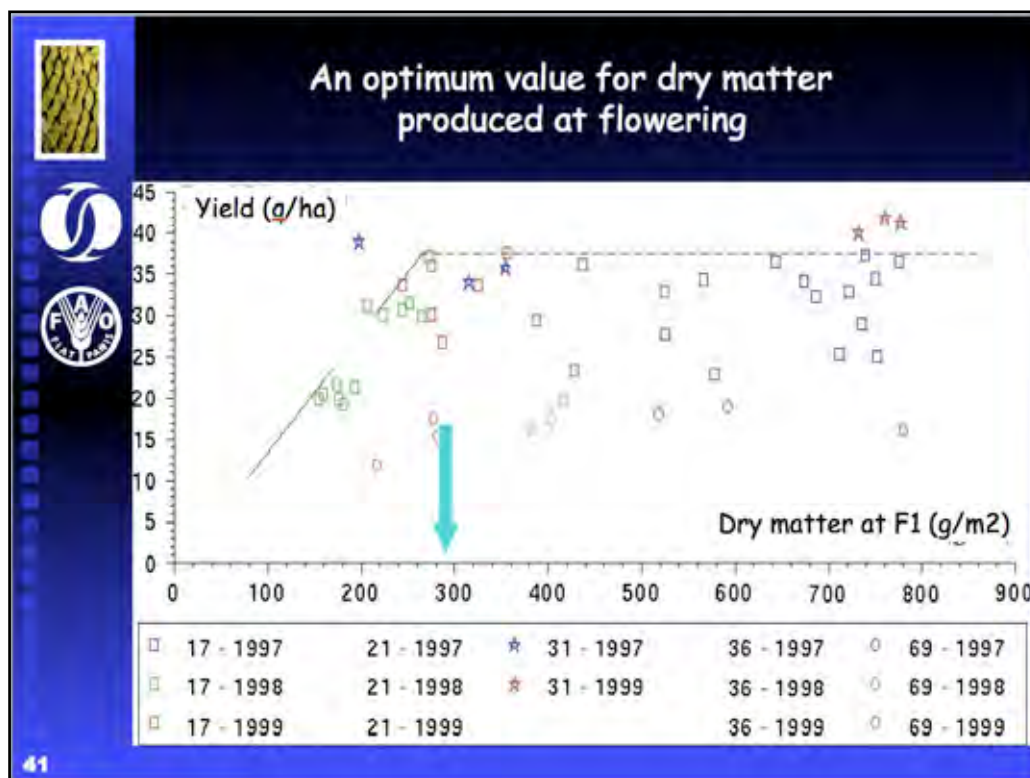 An optimum value for dry matter
produced at flowering
F A O
FIAT PANIS
Yield (q/ha)
45
40
35
30
25
20
15
10
5
0
Dry matter at F1 (g/m2)
0 100 200 300 400 500 600 700 800 900
17 - 1997 21 - 1997 31 - 1997 36 - 1997 69 - 1997
17 - 1998 21 - 1998 31 - 1999 36 - 1998 69 - 1998
17 - 1999 21 - 1999 36 - 1999 69 - 1999
41